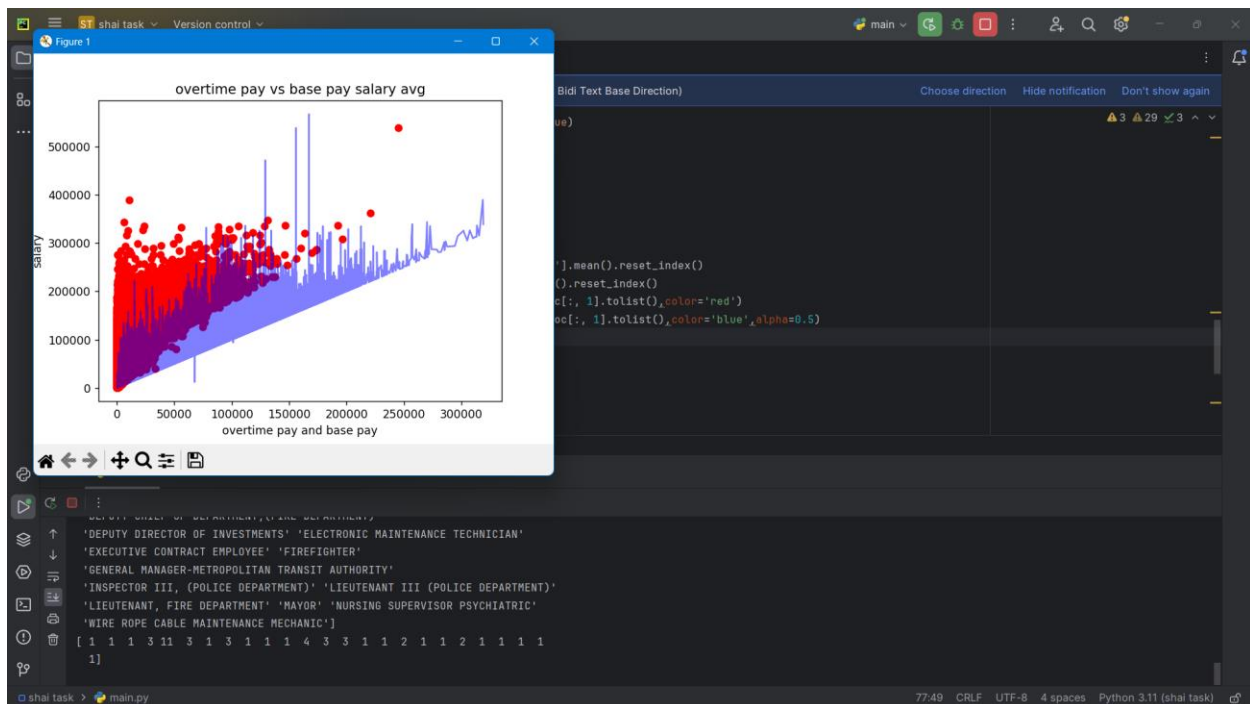 ST shai task Version control main
Figure 1
Bidi Text Base Direction) Choose direction Hide notification Don't show again
ue)
3 29 3
overtime pay vs base pay salary avg
500000
400000
300000
200000
100000
0
salary
0 50000 100000 150000 200000 250000 300000
overtime pay and base pay
'].mean().reset_index()
().reset_index()
c[:, 1].tolist(),color='red')
oc[:, 1].tolist(),color='blue',alpha=0.5)
'DEPUTY CHIEF OF DEPARTMENT,(FIRE DEPARTMENT)'
'DEPUTY DIRECTOR OF INVESTMENTS' 'ELECTRONIC MAINTENANCE TECHNICIAN'
'EXECUTIVE CONTRACT EMPLOYEE' 'FIREFIGHTER'
'GENERAL MANAGER-METROPOLITAN TRANSIT AUTHORITY'
'INSPECTOR III, (POLICE DEPARTMENT)' 'LIEUTENANT III (POLICE DEPARTMENT)'
'LIEUTENANT, FIRE DEPARTMENT' 'MAYOR' 'NURSING SUPERVISOR PSYCHIATRIC'
'WIRE ROPE CABLE MAINTENANCE MECHANIC']
[ 1 1 1 3 11 3 1 3 1 1 1 4 3 3 1 1 2 1 1 2 1 1 1 1
1]
shai task > main.py 77:49 CRLF UTF-8 4 spaces Python 3.11 (shai task)